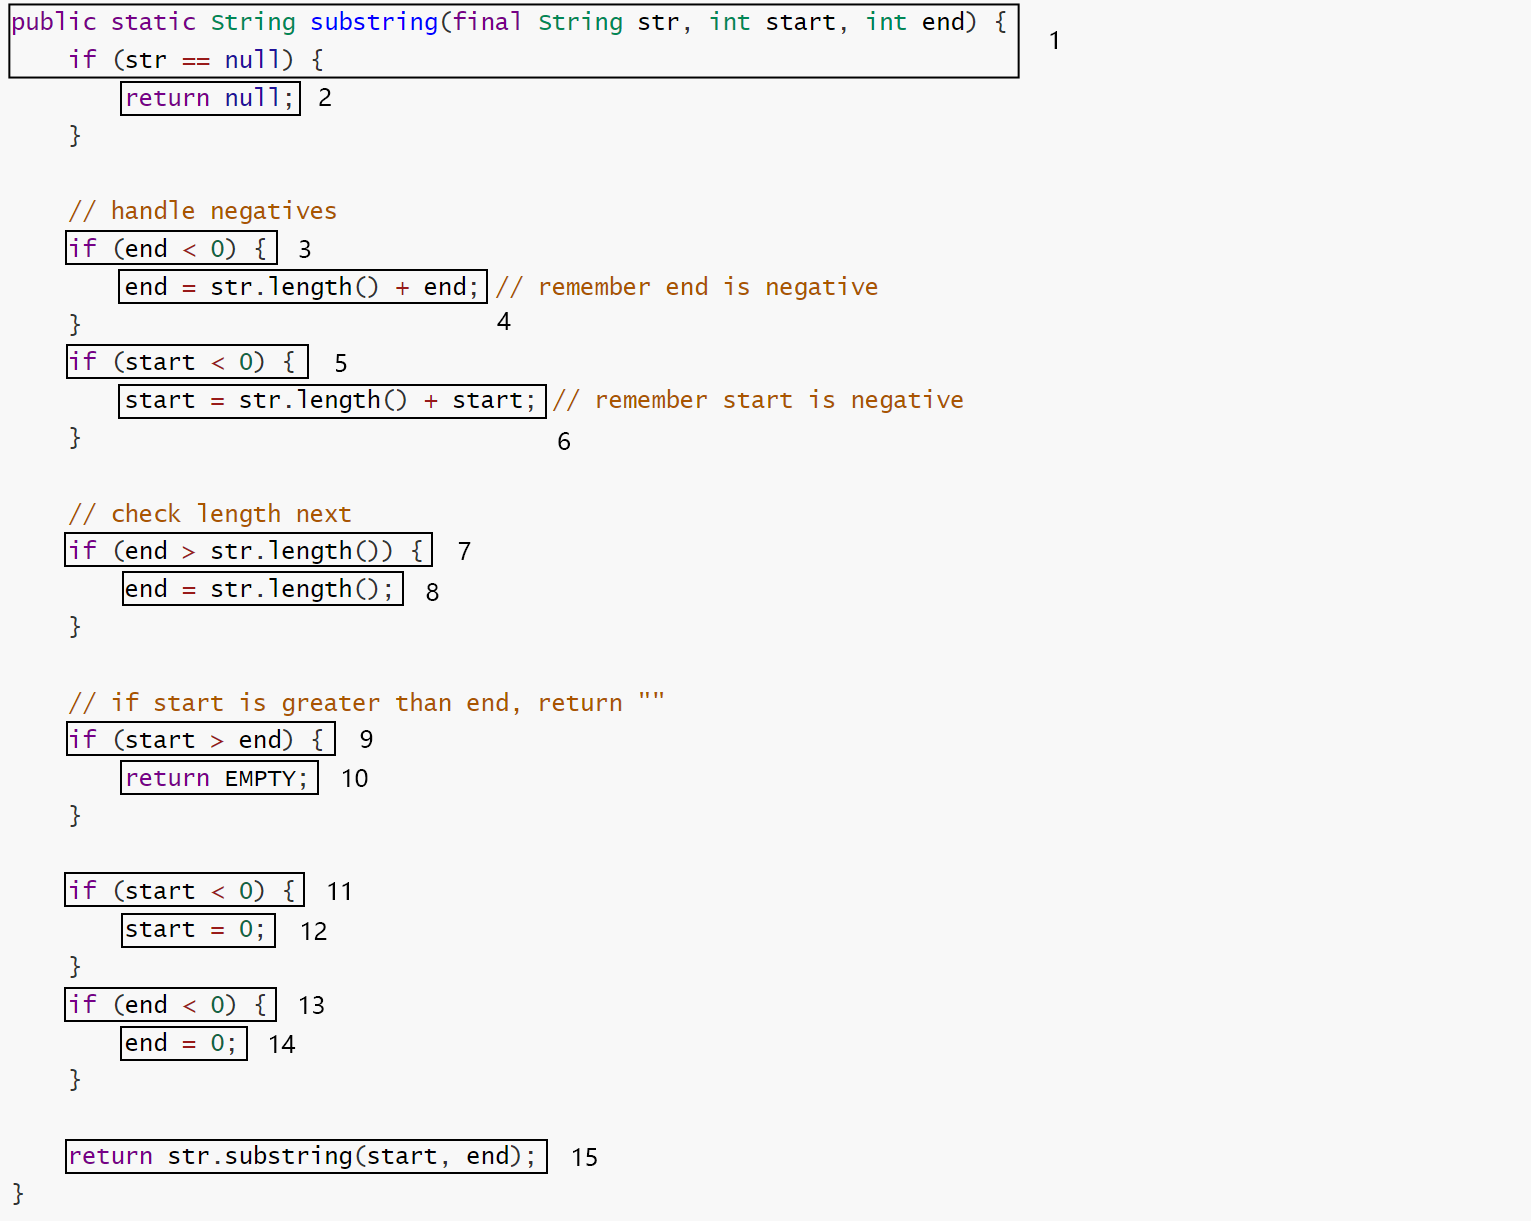 public static String substring(final String str, int start, int end) {
if (str == null) {
1
return null;
2
}
// handle negatives
if (end < 0) {
3
end = str.length() + end; // remember end is negative
4
}
if (start < 0) {
5
start = str.length() + start; // remember start is negative
6
}
// check length next
if (end > str.length()) {
7
end = str.length();
8
}
// if start is greater than end, return ""
if (start > end) {
9
return EMPTY;
10
}
if (start < 0) {
11
start = 0;
12
}
if (end < 0) {
13
end = 0;
14
}
return str.substring(start, end);
15
}